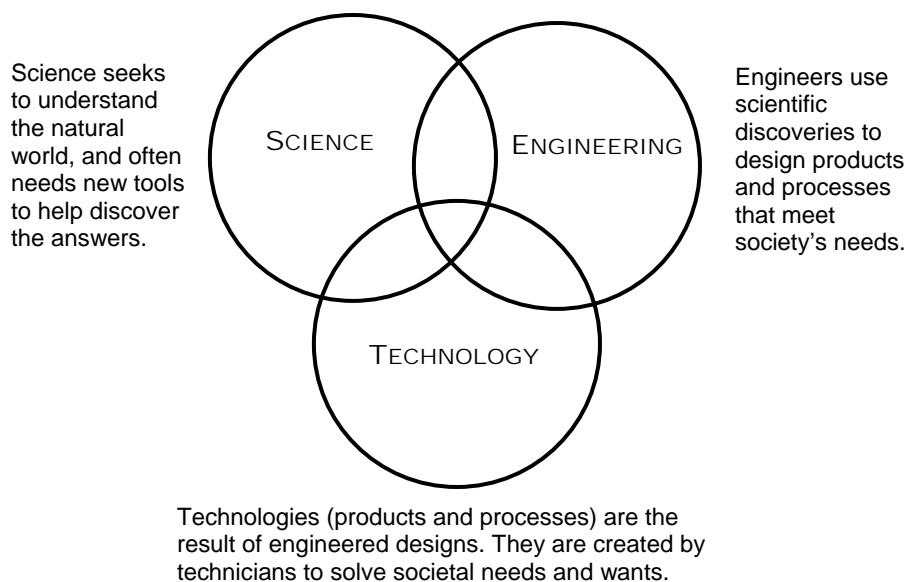 Science seeks
to understand
the natural
world, and often
needs new tools
to help discover
the answers.
SCIENCE
ENGINEERING
Engineers use
scientific
discoveries to
design products
and processes
that meet
society’s needs.
TECHNOLOGY
Technologies (products and processes) are the
result of engineered designs. They are created by
technicians to solve societal needs and wants.